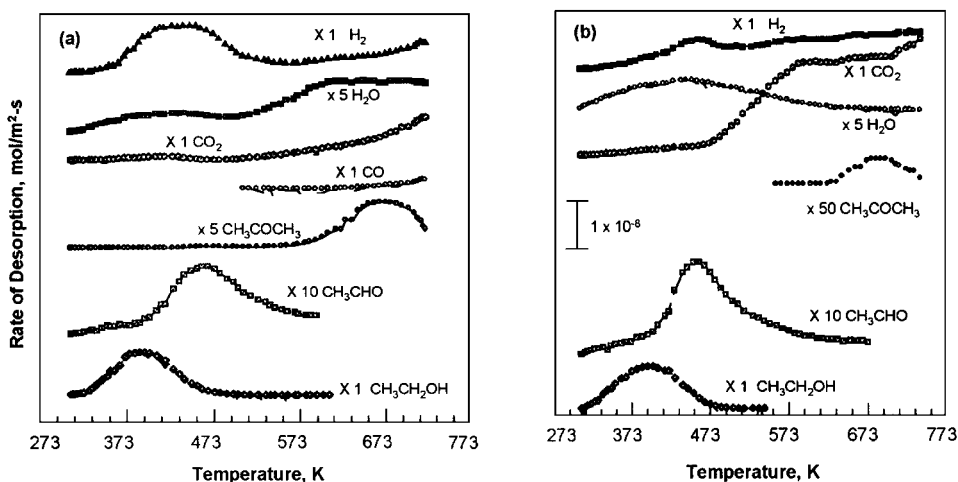 Rate of Desorption, mol/m²-s
(a)
X 1 H₂
x 5 H₂O
X 1 CO₂
X 1 CO
x 5 CH₃COCH₃
X 10 CH₃CHO
X 1 CH₃CH₂OH
273 373 473 573 673 773
Temperature, K
(b)
X 1 H₂
X 1 CO₂
x 5 H₂O
x 50 CH₃COCH₃
1 x 10⁻⁶
X 10 CH₃CHO
X 1 CH₃CH₂OH
273 373 473 573 673 773
Temperature, K